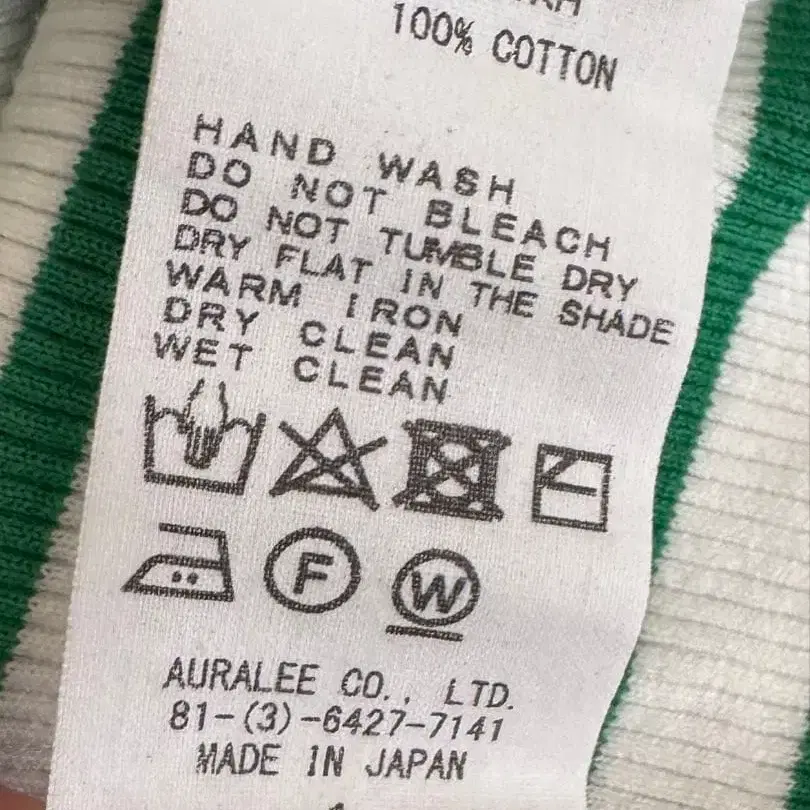 100% COTTON
HAND WASH
DO NOT BLEACH
DO NOT TUMBLE DRY
DRY FLAT IN THE SHADE
WARM IRON
DRY CLEAN
WET CLEAN
F
W
AURALEE CO., LTD.
81-(3)-6427-7141
MADE IN JAPAN